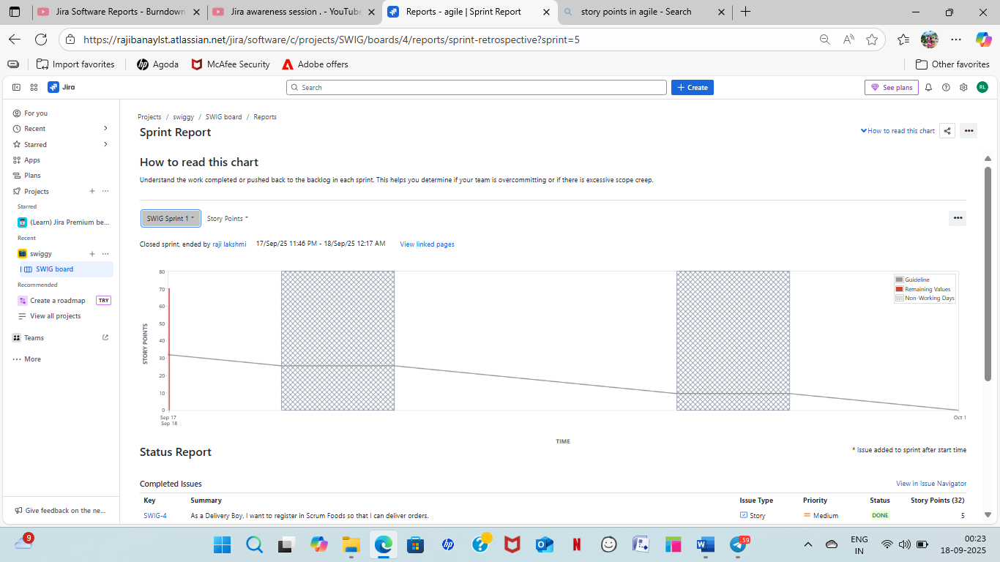 Jira Software Reports - Burndown
Jira awareness session . - YouTube
Reports - agile | Sprint Report
story points in agile - Search
https://rajibanaylst.atlassian.net/jira/software/c/projects/SWIG/boards/4/reports/sprint-retrospective?sprint=5
Import favorites
Agoda
McAfee Security
Adobe offers
Other favorites
Jira
Search
Create
See plans
RL
For you
Recent
Starred
Apps
Plans
Projects
Starred
(Learn) Jira Premium be...
Recent
swiggy
SWIG board
Recommended
Create a roadmap TRY
View all projects
Teams
More
Give feedback on the ne...
Projects / swiggy / SWIG board / Reports
Sprint Report
How to read this chart
How to read this chart
Understand the work completed or pushed back to the backlog in each sprint. This helps you determine if your team is overcommitting or if there is excessive scope creep.
SWIG Sprint 1
Story Points
Closed sprint, ended by raji lakshmi 17/Sep/25 11:46 PM - 18/Sep/25 12:17 AM View linked pages
80
70
60
50
40
30
20
10
0
STORY POINTS
Guideline
Remaining Values
Non-Working Days
Sep 17
Sep 18
Oct 1
TIME
Status Report
* Issue added to sprint after start time
Completed Issues
View in Issue Navigator
Key Summary Issue Type Priority Status Story Points (32)
SWIG-4 As a Delivery Boy, I want to register in Scrum Foods so that I can deliver orders. Story Medium DONE 5
9
59
ENG
IN
00:23
18-09-2025